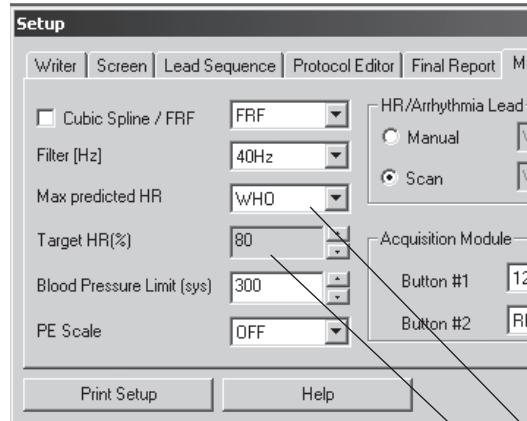 Setup
Writer Screen Lead Sequence Protocol Editor Final Report
Cubic Spline / FRF FRF
Filter [Hz] 40Hz
Max predicted HR WHO
Target HR(%) 80
Blood Pressure Limit (sys) 300
PE Scale OFF
HR/Arrhythmia Lead
Manual
Scan
Acquisition Module
Button #1 12
Button #2
Print Setup Help